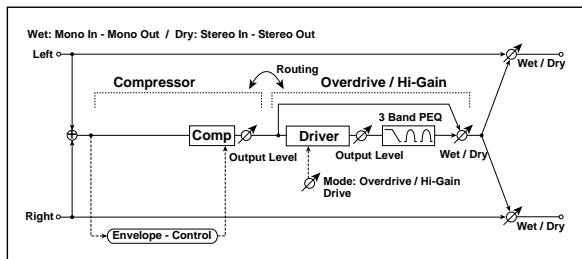 Wet: Mono In - Mono Out / Dry: Stereo In - Stereo Out
Left
Wet / Dry
Routing
Compressor
Overdrive / Hi-Gain
3 Band PEQ
Comp
Driver
Output Level
Output Level
Wet / Dry
Mode: Overdrive / Hi-Gain
Drive
Right
Envelope - Control
Wet / Dry